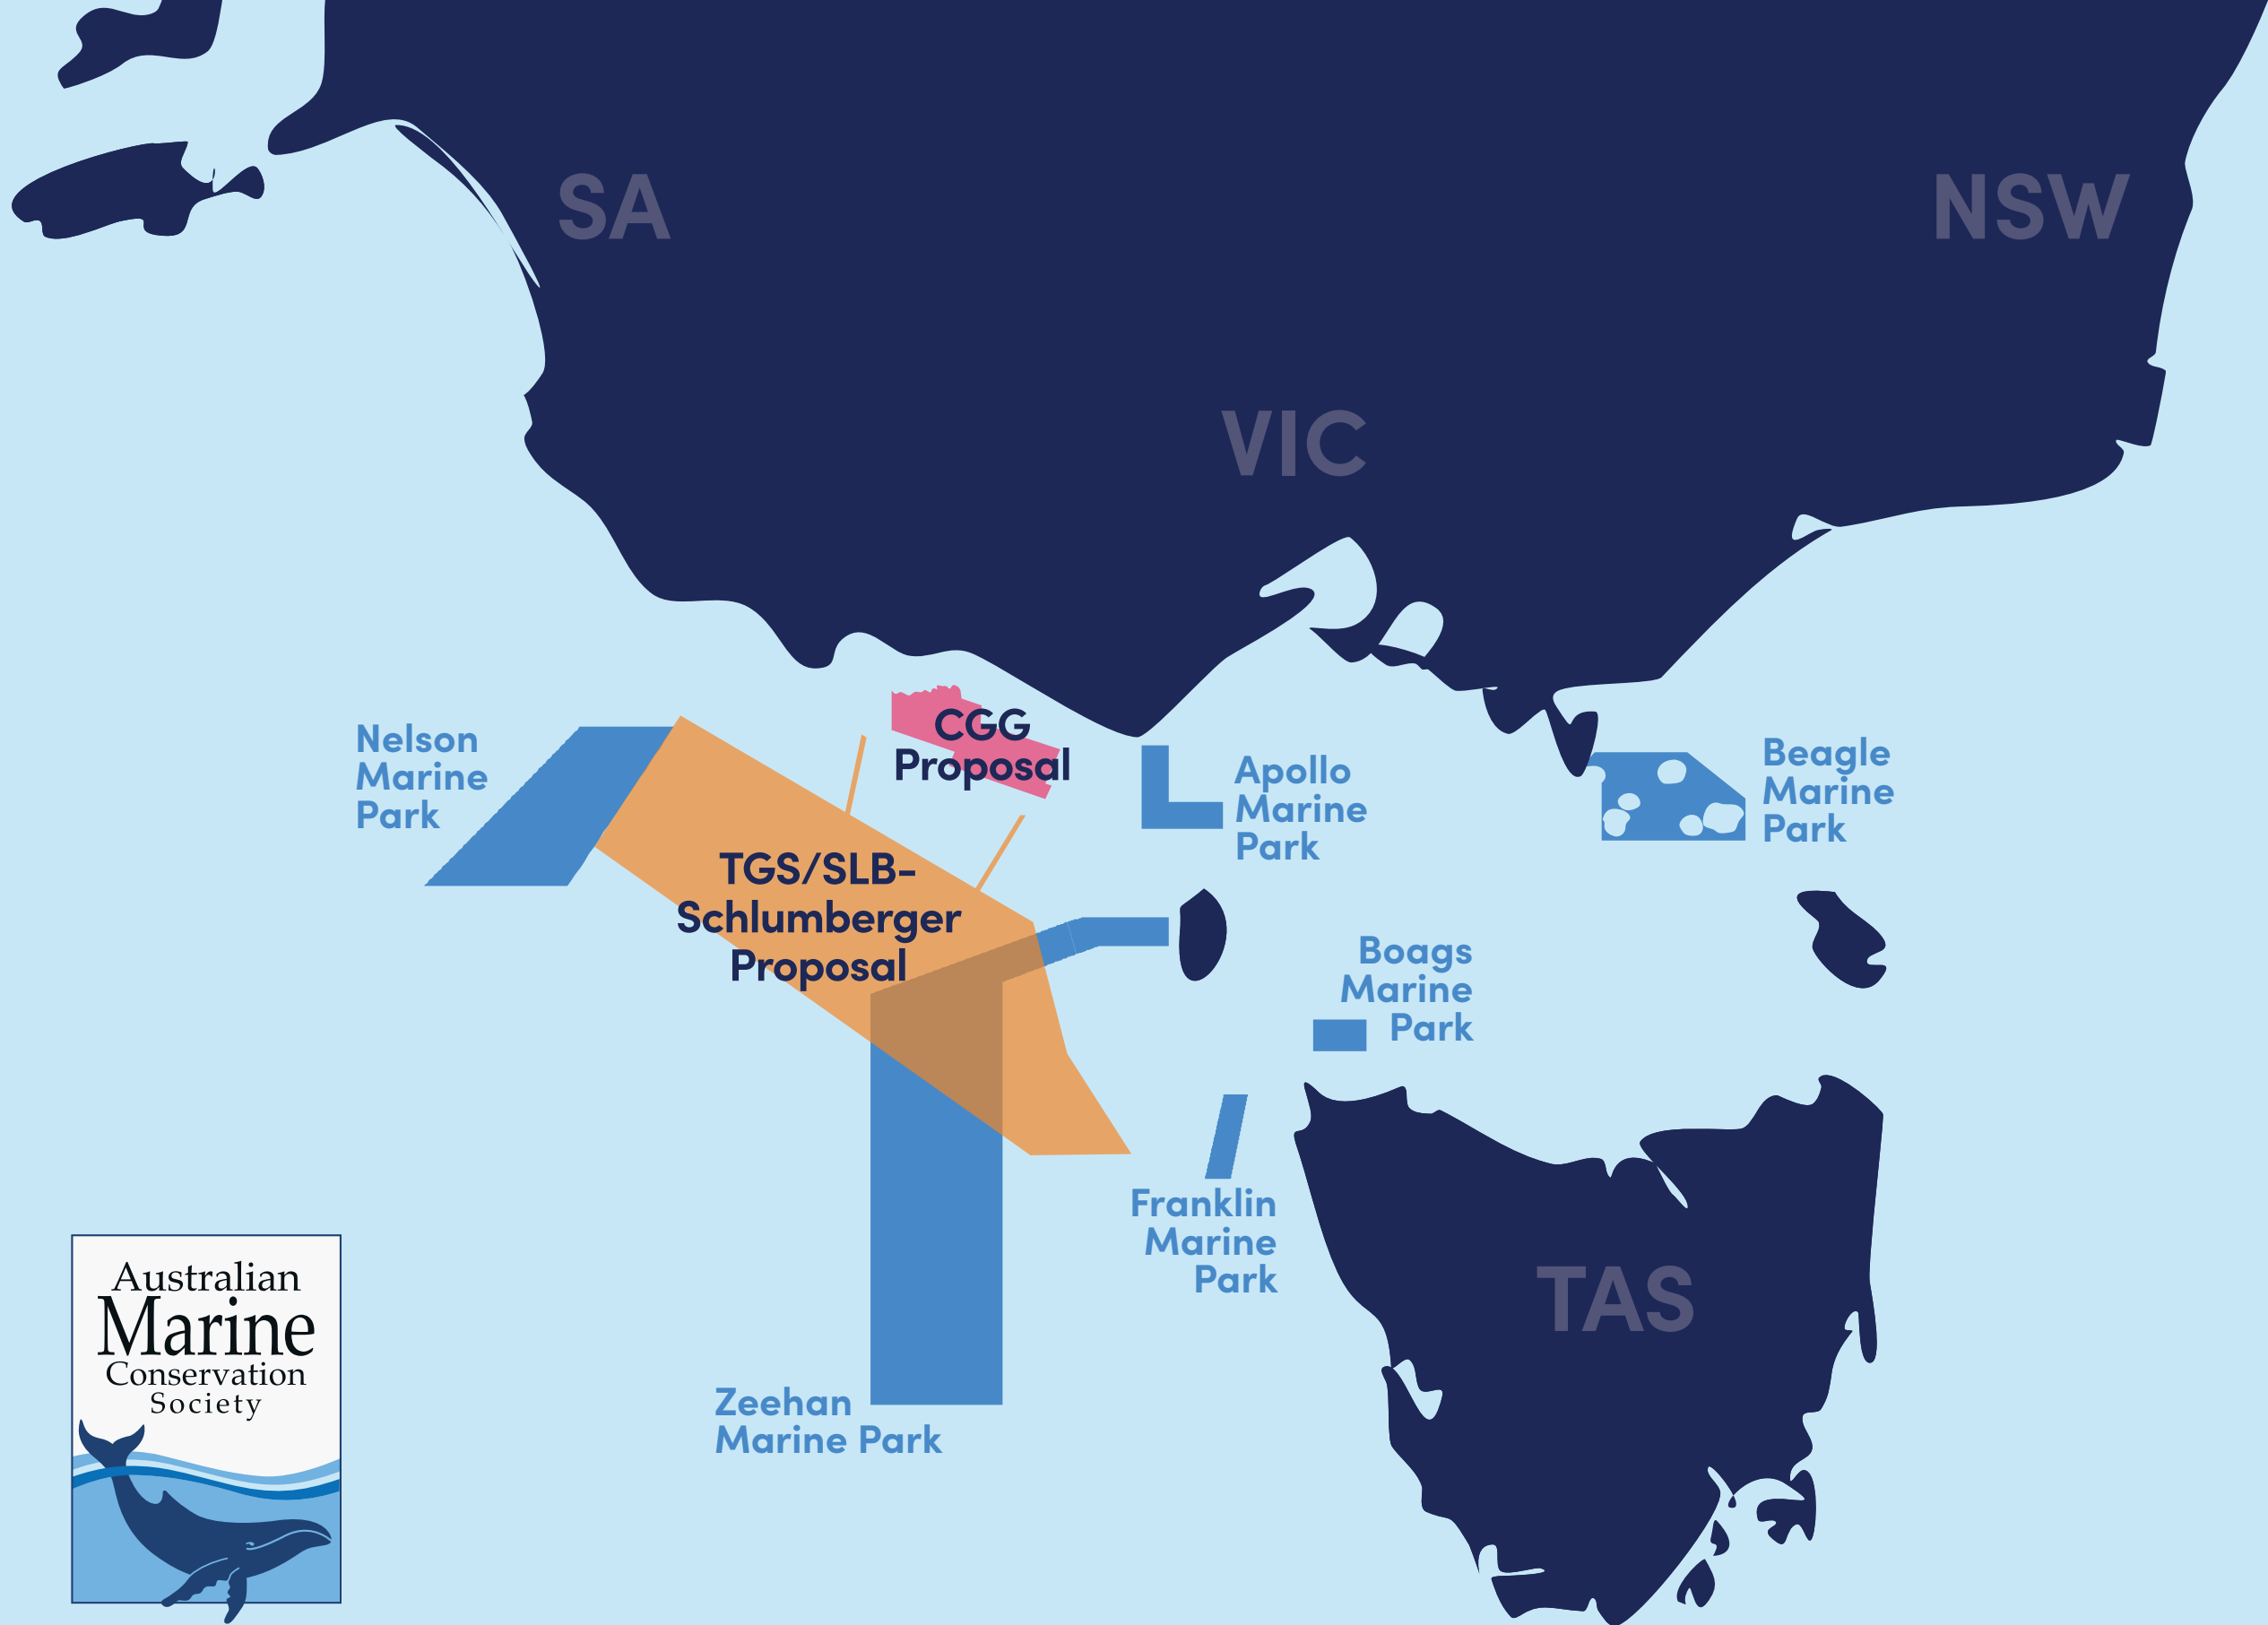 SA
NSW
VIC
CGG
Proposal
Nelson
Marine
Park
Apollo
Marine
Park
Beagle
Marine
Park
TGS/SLB-
Schlumberger
Proposal
Boags
Marine
Park
Franklin
Marine
Park
TAS
Zeehan
Marine Park
Australian
Marine
Conservation
Society